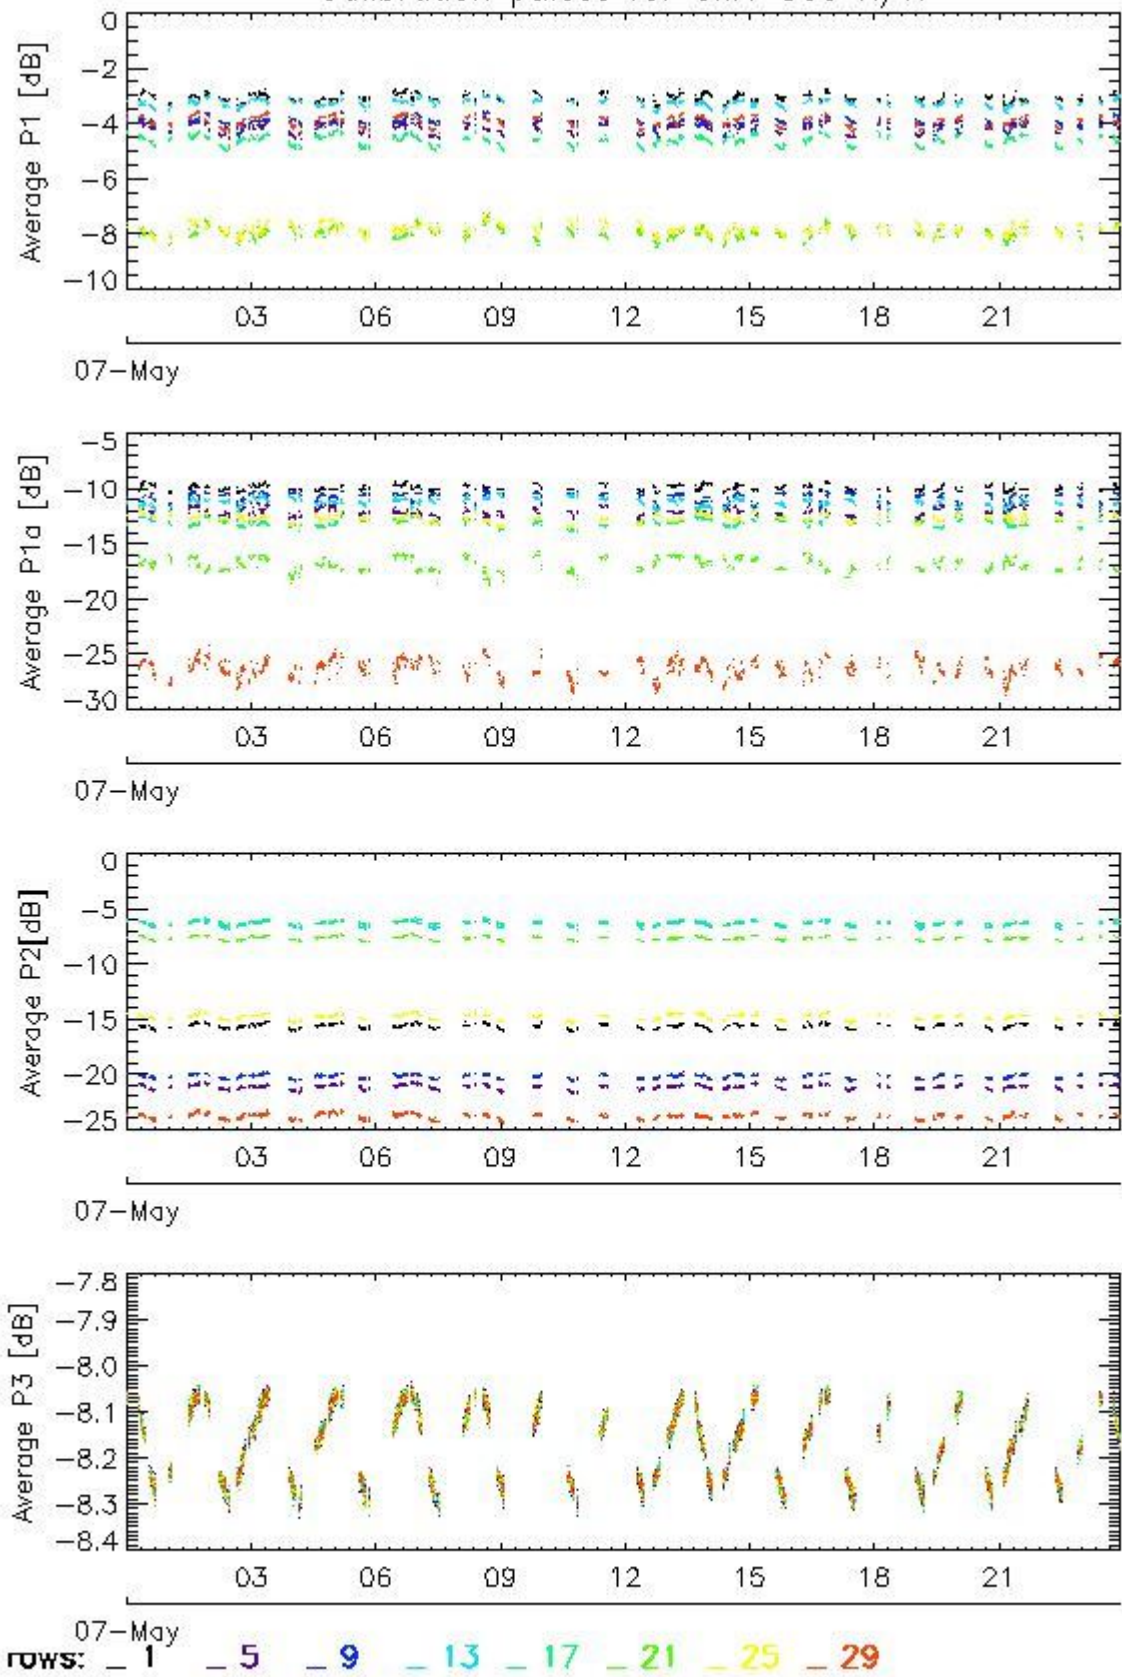 0
-2
-4
-6
-8
-10
Average P1 [dB]
03 06 09 12 15 18 21
07-May
-5
-10
-15
-20
-25
-30
Average P1a [dB]
03 06 09 12 15 18 21
07-May
0
-5
-10
-15
-20
-25
Average P2[dB]
03 06 09 12 15 18 21
07-May
-7.8
-7.9
-8.0
-8.1
-8.2
-8.3
-8.4
Average P3 [dB]
03 06 09 12 15 18 21
07-May
rows: _ 1 _ 5 _ 9 _ 13 _ 17 _ 21 _ 25 _ 29